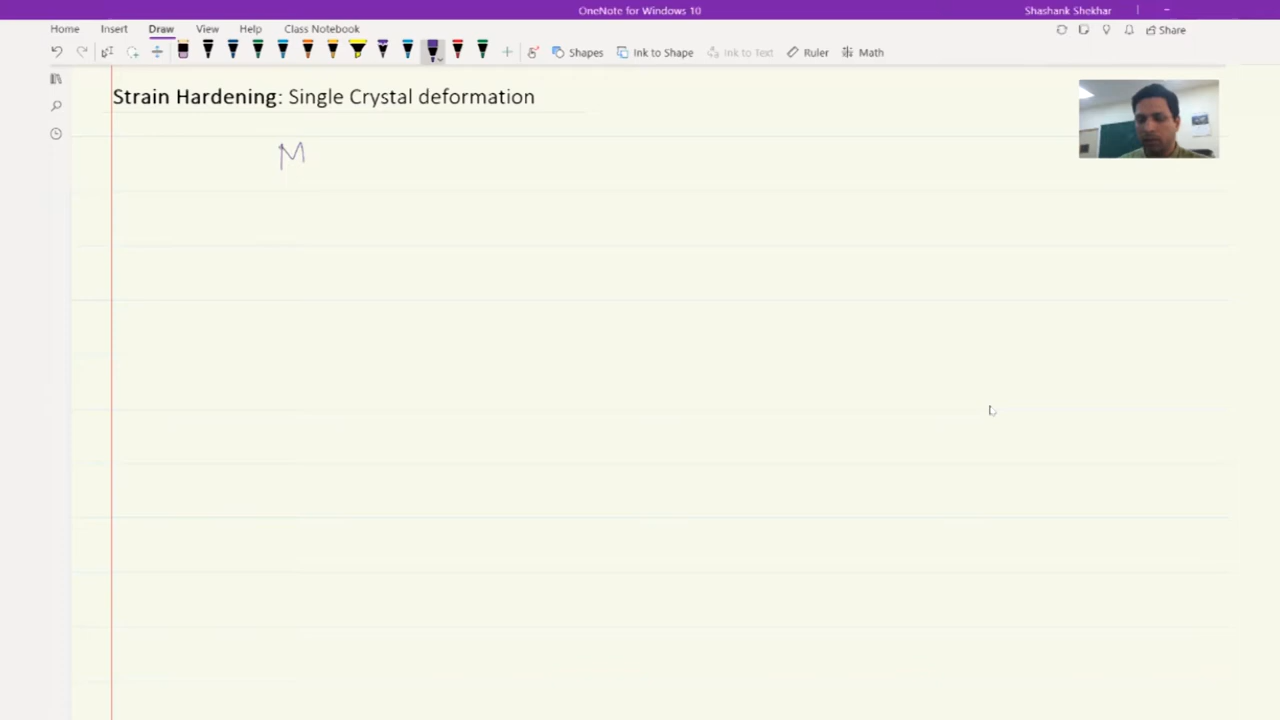 OneNote for Windows 10
Shashank Shekhar
Home Insert Draw View Help Class Notebook
Share
Shapes Ink to Shape Ink to Text Ruler Math
Strain Hardening: Single Crystal deformation
M